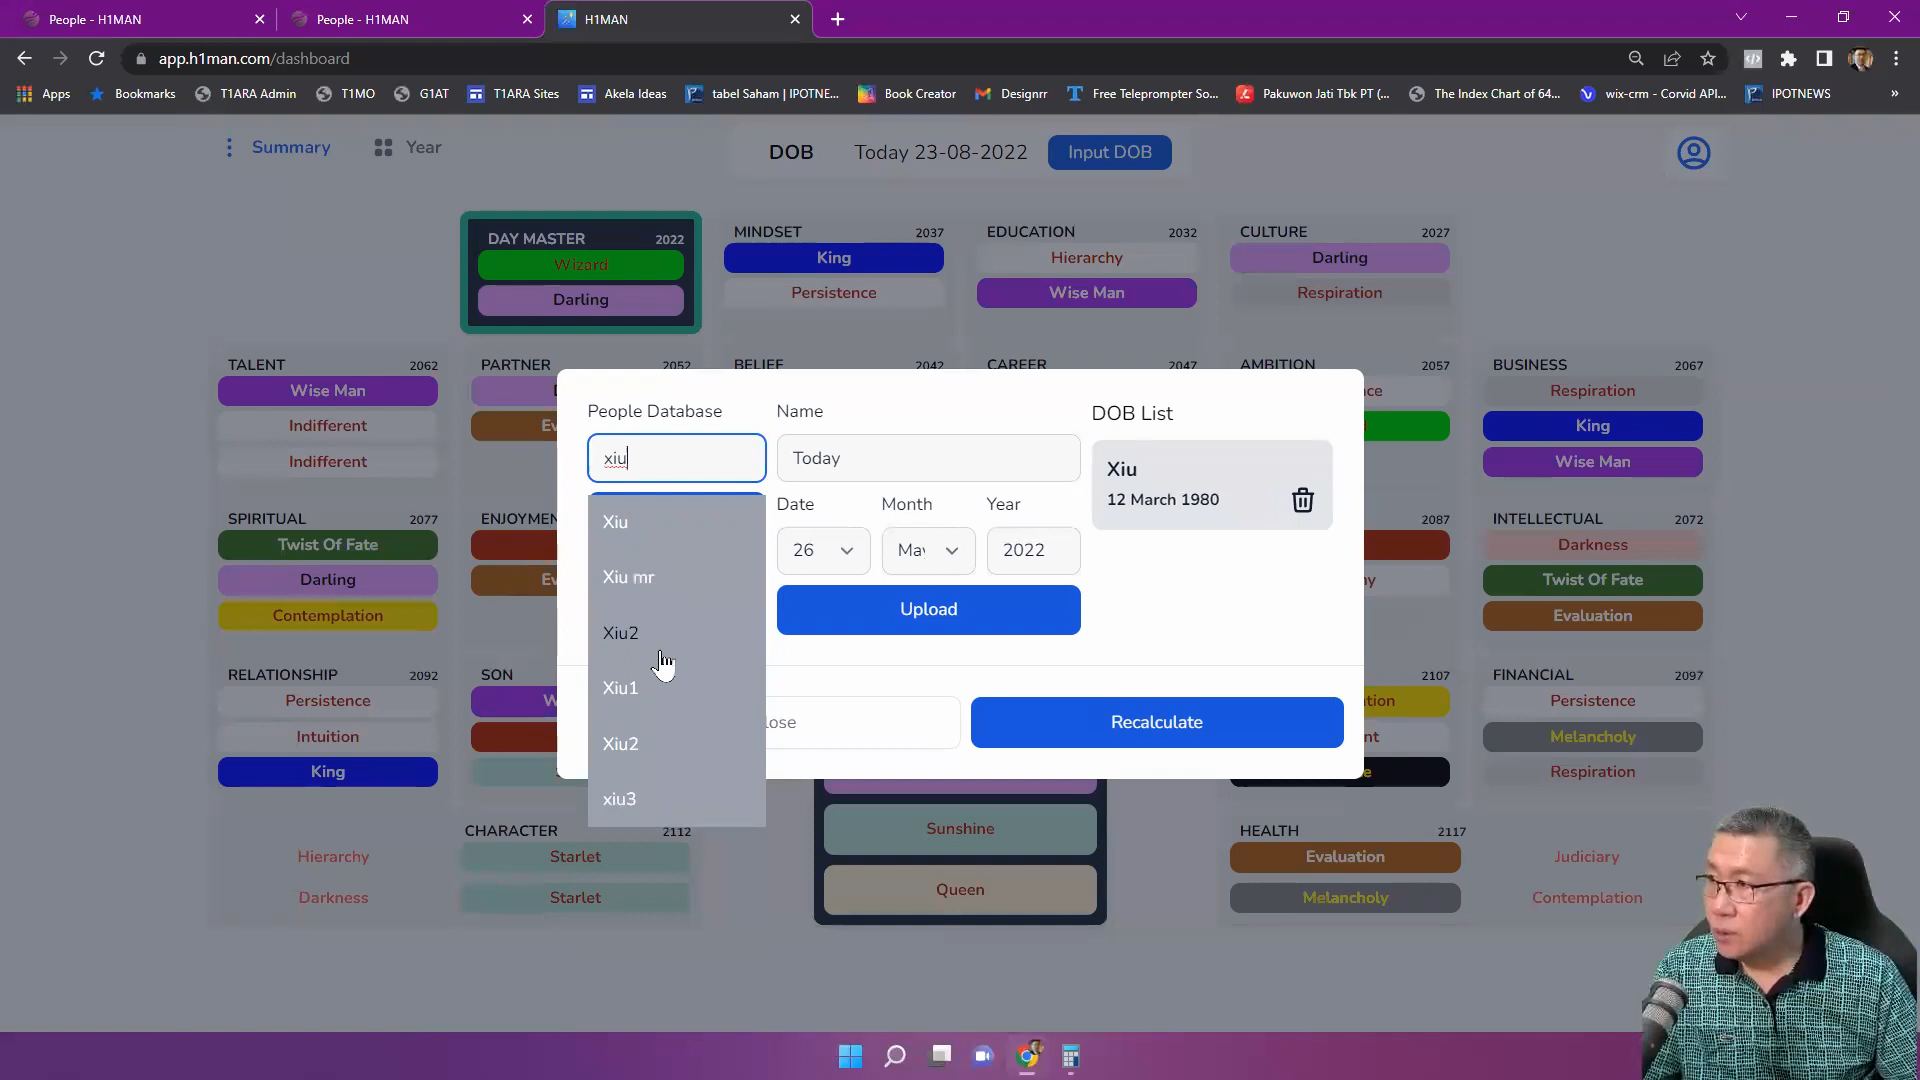 People - H1MAN
People - H1MAN
H1MAN
app.h1man.com/dashboard
Apps
Bookmarks
T1ARA Admin
T1MO
G1AT
T1ARA Sites
Akela Ideas
tabel Saham | IPOTNE...
Book Creator
Designrr
Free Teleprompter So...
Pakuwon Jati Tbk PT (...
The Index Chart of 64...
wix-crm - Corvid API...
IPOTNEWS
»
Summary
Year
DOB
Today 23-08-2022
Input DOB
DAY MASTER 2022
Wizard
Darling
MINDSET 2037
King
Persistence
EDUCATION 2032
Hierarchy
Wise Man
CULTURE 2027
Darling
Respiration
TALENT 2062
Wise Man
Indifferent
Indifferent
PARTNER 2052
BELIEF 2042
CAREER 2047
AMBITION 2057
BUSINESS 2067
Respiration
King
Wise Man
People Database
xiu
Xiu
Xiu mr
Xiu2
Xiu1
Xiu2
xiu3
Name
Today
Date
Month
Year
26
May
2022
Upload
DOB List
Xiu
12 March 1980
lose
Recalculate
SPIRITUAL 2077
Twist Of Fate
Darling
Contemplation
ENJOYMEN
2087
INTELLECTUAL 2072
Darkness
Twist Of Fate
Evaluation
RELATIONSHIP 2092
Persistence
Intuition
King
SON
2107
FINANCIAL 2097
Persistence
Melancholy
Respiration
Hierarchy
Darkness
CHARACTER 2112
Starlet
Starlet
Sunshine
Queen
HEALTH 2117
Evaluation
Melancholy
Judiciary
Contemplation